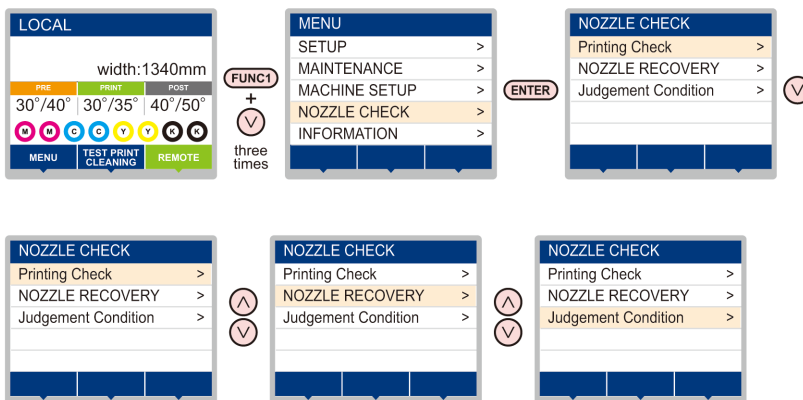 LOCAL
width:1340mm
PRE PRINT POST
30°/40° 30°/35° 40°/50°
M M C C Y Y K K
MENU TEST PRINT CLEANING REMOTE
FUNC1
+
three
times
MENU
SETUP >
MAINTENANCE >
MACHINE SETUP >
NOZZLE CHECK >
INFORMATION >
ENTER
NOZZLE CHECK
Printing Check >
NOZZLE RECOVERY >
Judgement Condition >
NOZZLE CHECK
Printing Check >
NOZZLE RECOVERY >
Judgement Condition >
NOZZLE CHECK
Printing Check >
NOZZLE RECOVERY >
Judgement Condition >
NOZZLE CHECK
Printing Check >
NOZZLE RECOVERY >
Judgement Condition >